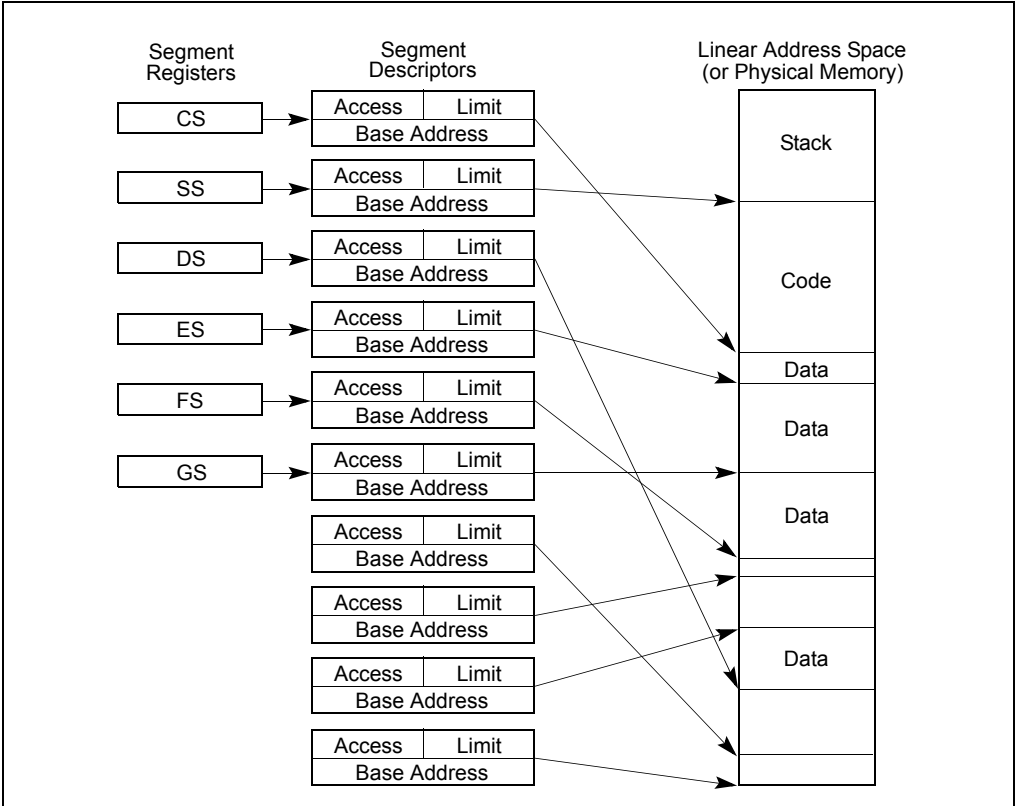 Segment
Registers
Segment
Descriptors
Linear Address Space
(or Physical Memory)
CS
Access Limit
Base Address
Stack
SS
Access Limit
Base Address
DS
Access Limit
Base Address
Code
ES
Access Limit
Base Address
Data
FS
Access Limit
Base Address
Data
GS
Access Limit
Base Address
Data
Access Limit
Base Address
Access Limit
Base Address
Access Limit
Base Address
Data
Access Limit
Base Address